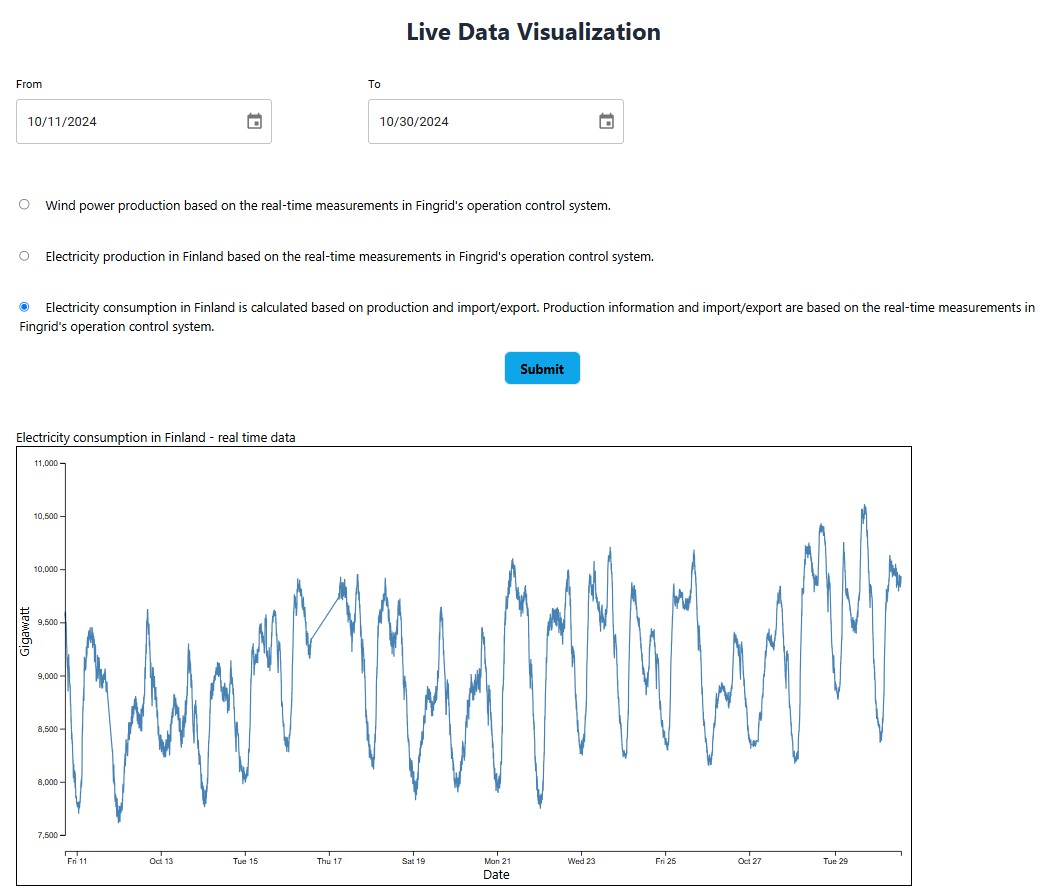 Live Data Visualization
From
To
10/11/2024
10/30/2024
Wind power production based on the real-time measurements in Fingrid's operation control system.
Electricity production in Finland based on the real-time measurements in Fingrid's operation control system.
Electricity consumption in Finland is calculated based on production and import/export. Production information and import/export are based on the real-time measurements in
Fingrid's operation control system.
Submit
Electricity consumption in Finland - real time data
11,000
10,500
10,000
9,500
Gigawatt
9,000
8,500
8,000
7,500
Fri 11
Oct 13
Tue 15
Thu 17
Sat 19
Mon 21
Wed 23
Fri 25
Oct 27
Tue 29
Date